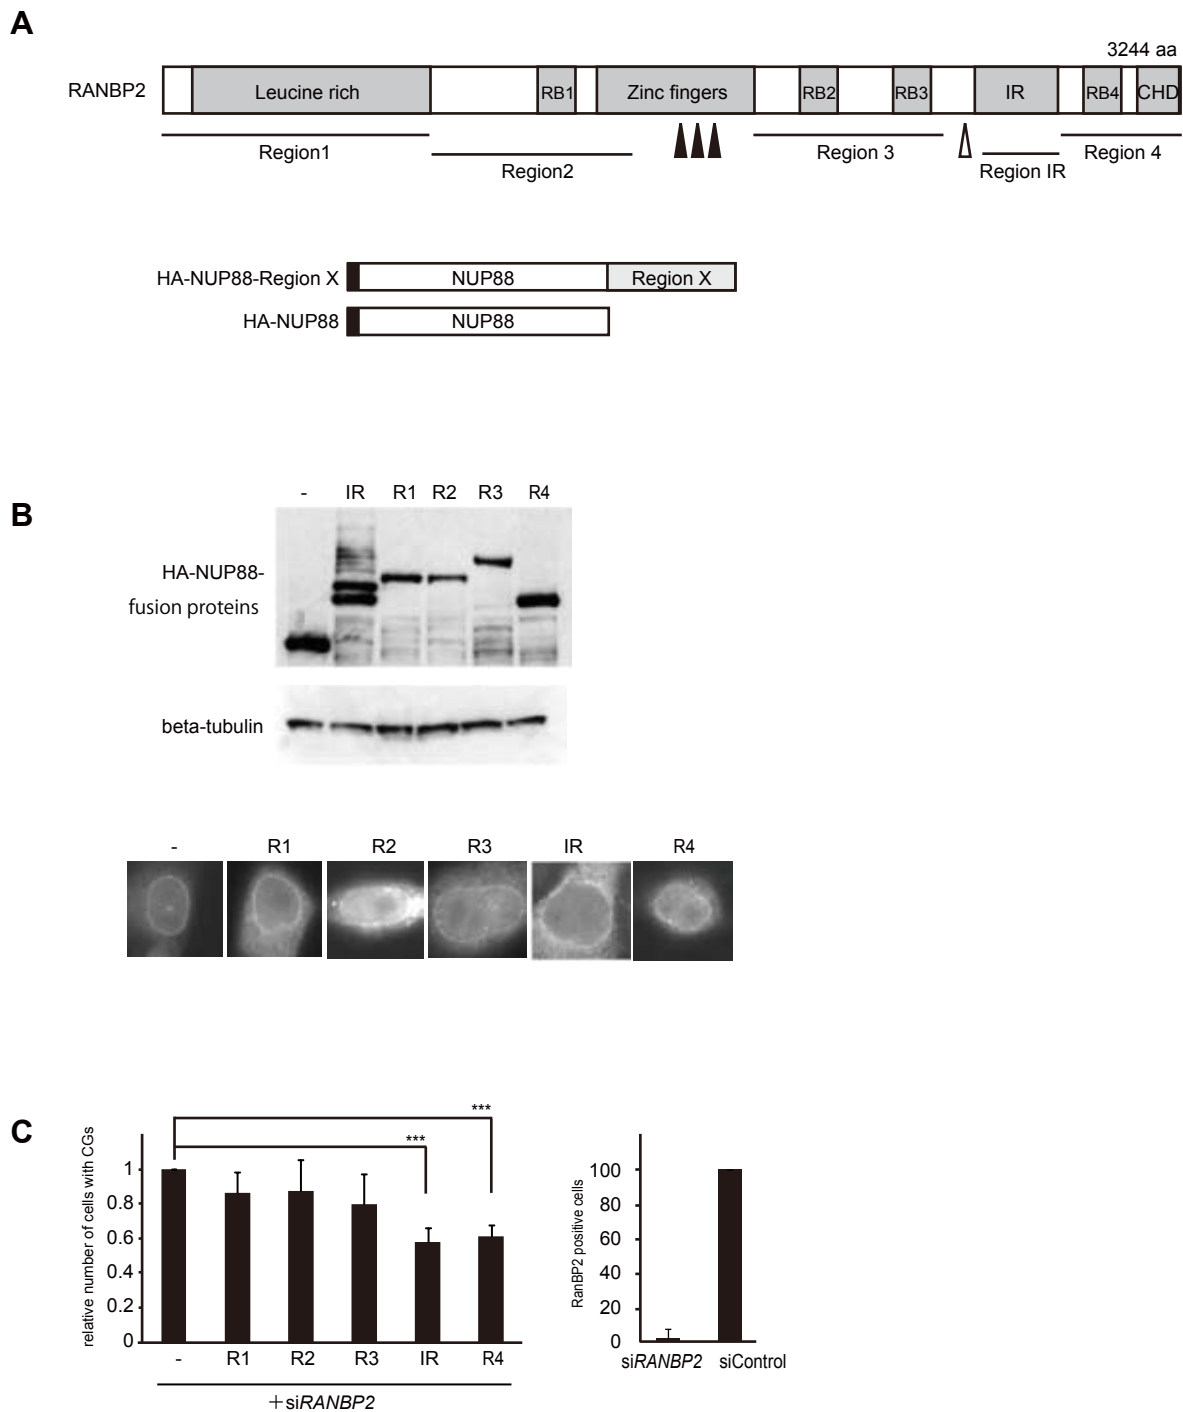 A
3244 aa
RANBP2
Leucine rich
RB1
Zinc fingers
RB2
RB3
IR
RB4
CHD
Region1
Region2
Region 3
Region IR
Region 4
HA-NUP88-Region X
NUP88
Region X
HA-NUP88
NUP88
B
- IR R1 R2 R3 R4
HA-NUP88-
fusion proteins
beta-tubulin
- R1 R2 R3 IR R4
C
***
***
relative number of cells with CGs
1
0.8
0.6
0.4
0.2
0
- R1 R2 R3 IR R4
+siRANBP2
RanBP2 positive cells
100
80
60
40
20
0
siRANBP2 siControl